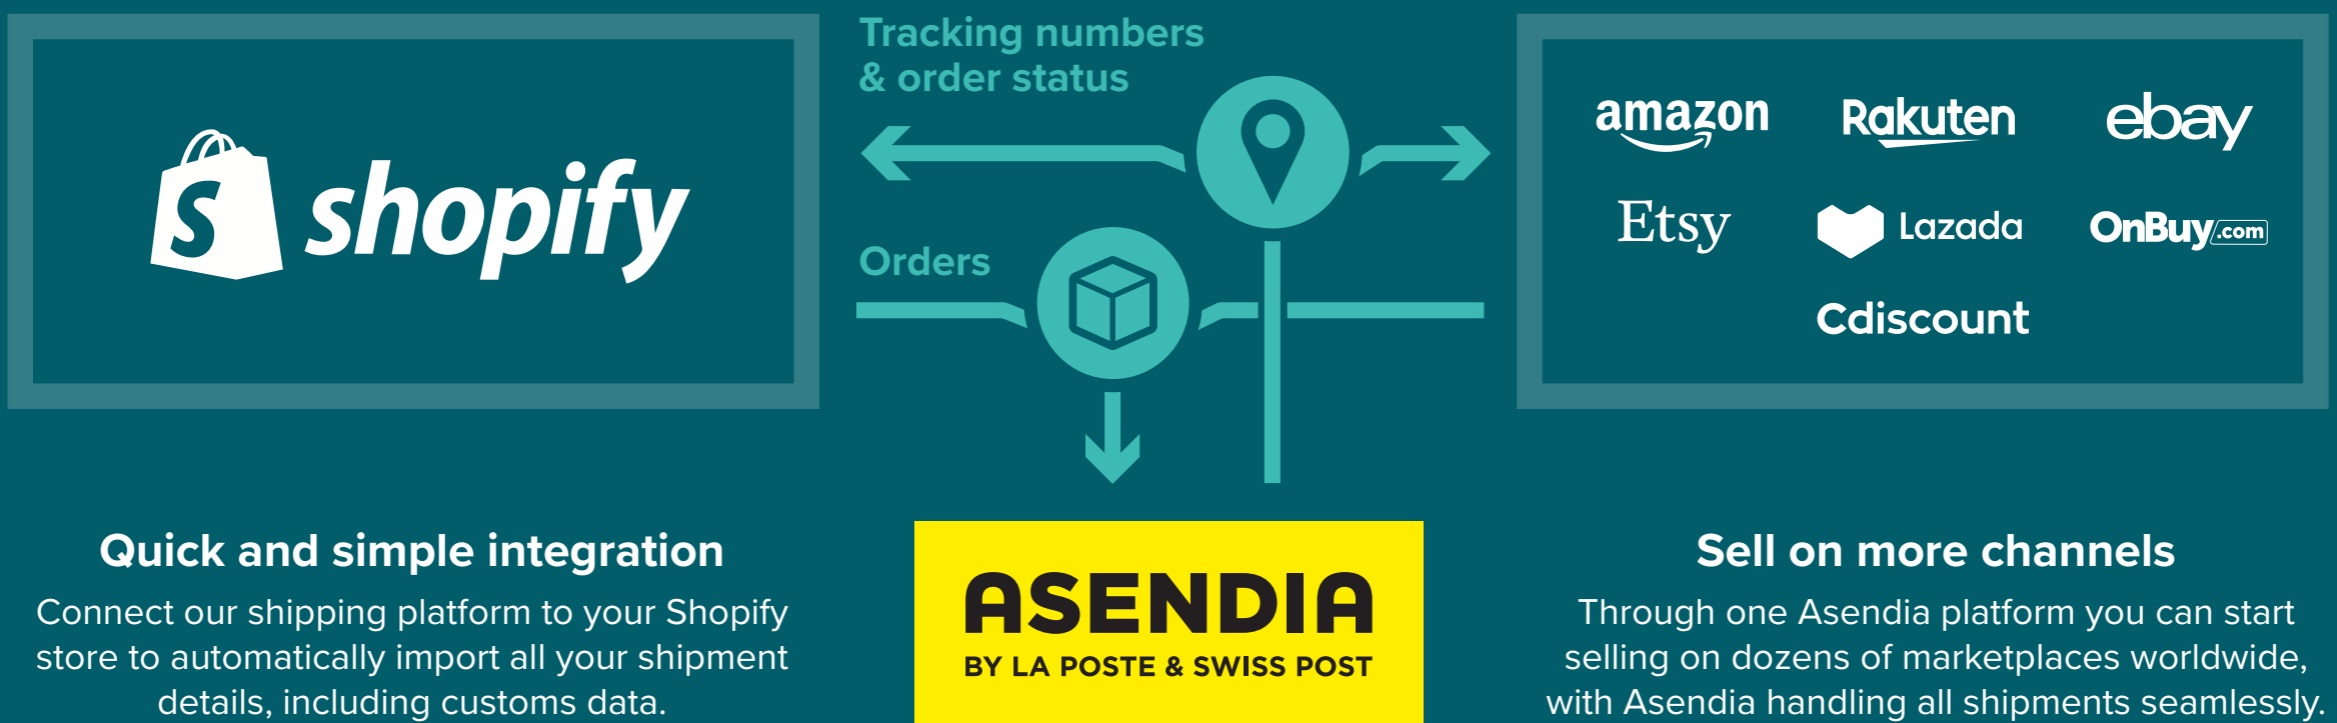 shopify
Tracking numbers
& order status
Orders
amazon
Rakuten
ebay
Etsy
Lazada
OnBuy.com
Cdiscount
Quick and simple integration
Connect our shipping platform to your Shopify
store to automatically import all your shipment
details, including customs data.
ASENDIA
BY LA POSTE & SWISS POST
Sell on more channels
Through one Asendia platform you can start
selling on dozens of marketplaces worldwide,
with Asendia handling all shipments seamlessly.